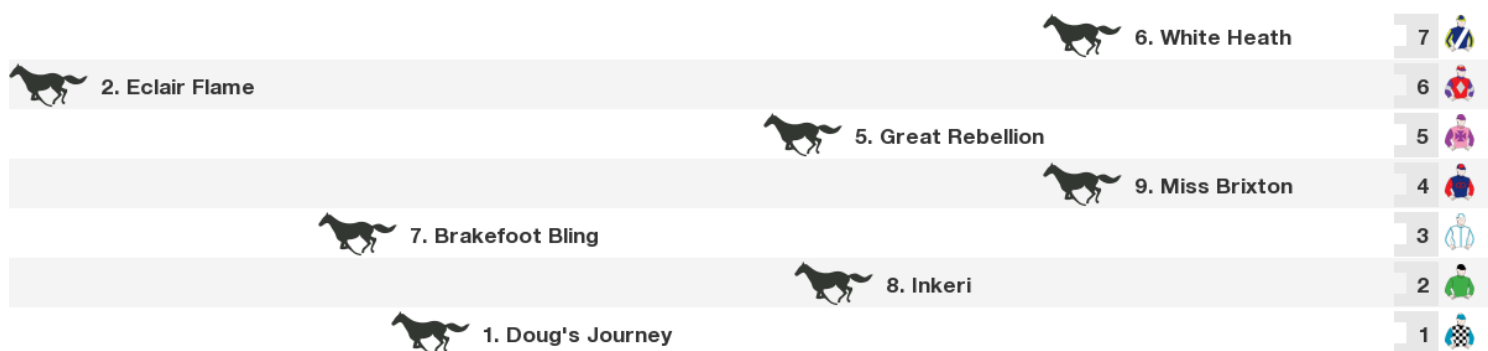 6. White Heath 7
2. Eclair Flame 6
5. Great Rebellion 5
9. Miss Brixton 4
7. Brakefoot Bling 3
8. Inkeri 2
1. Doug's Journey 1